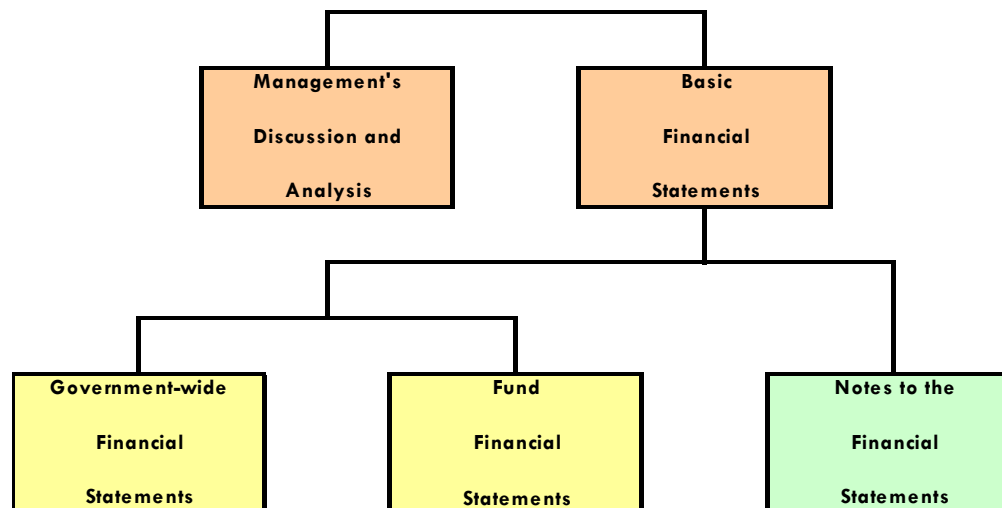 Management's
Discussion and
Analysis
Basic
Financial
Statements
Government-wide
Financial
Statements
Fund
Financial
Statements
Notes to the
Financial
Statements